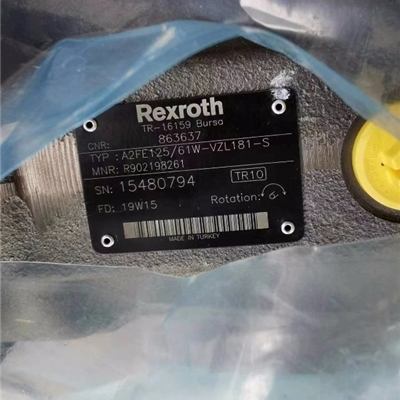 Rexroth
TR-16159 Bursa
CNR: 863637
TYP: A2FE125/61W-VZL181-S
MNR: R902198261
SN: 15480794 TR10
FD: 19W15 Rotation:
MADE IN TURKEY